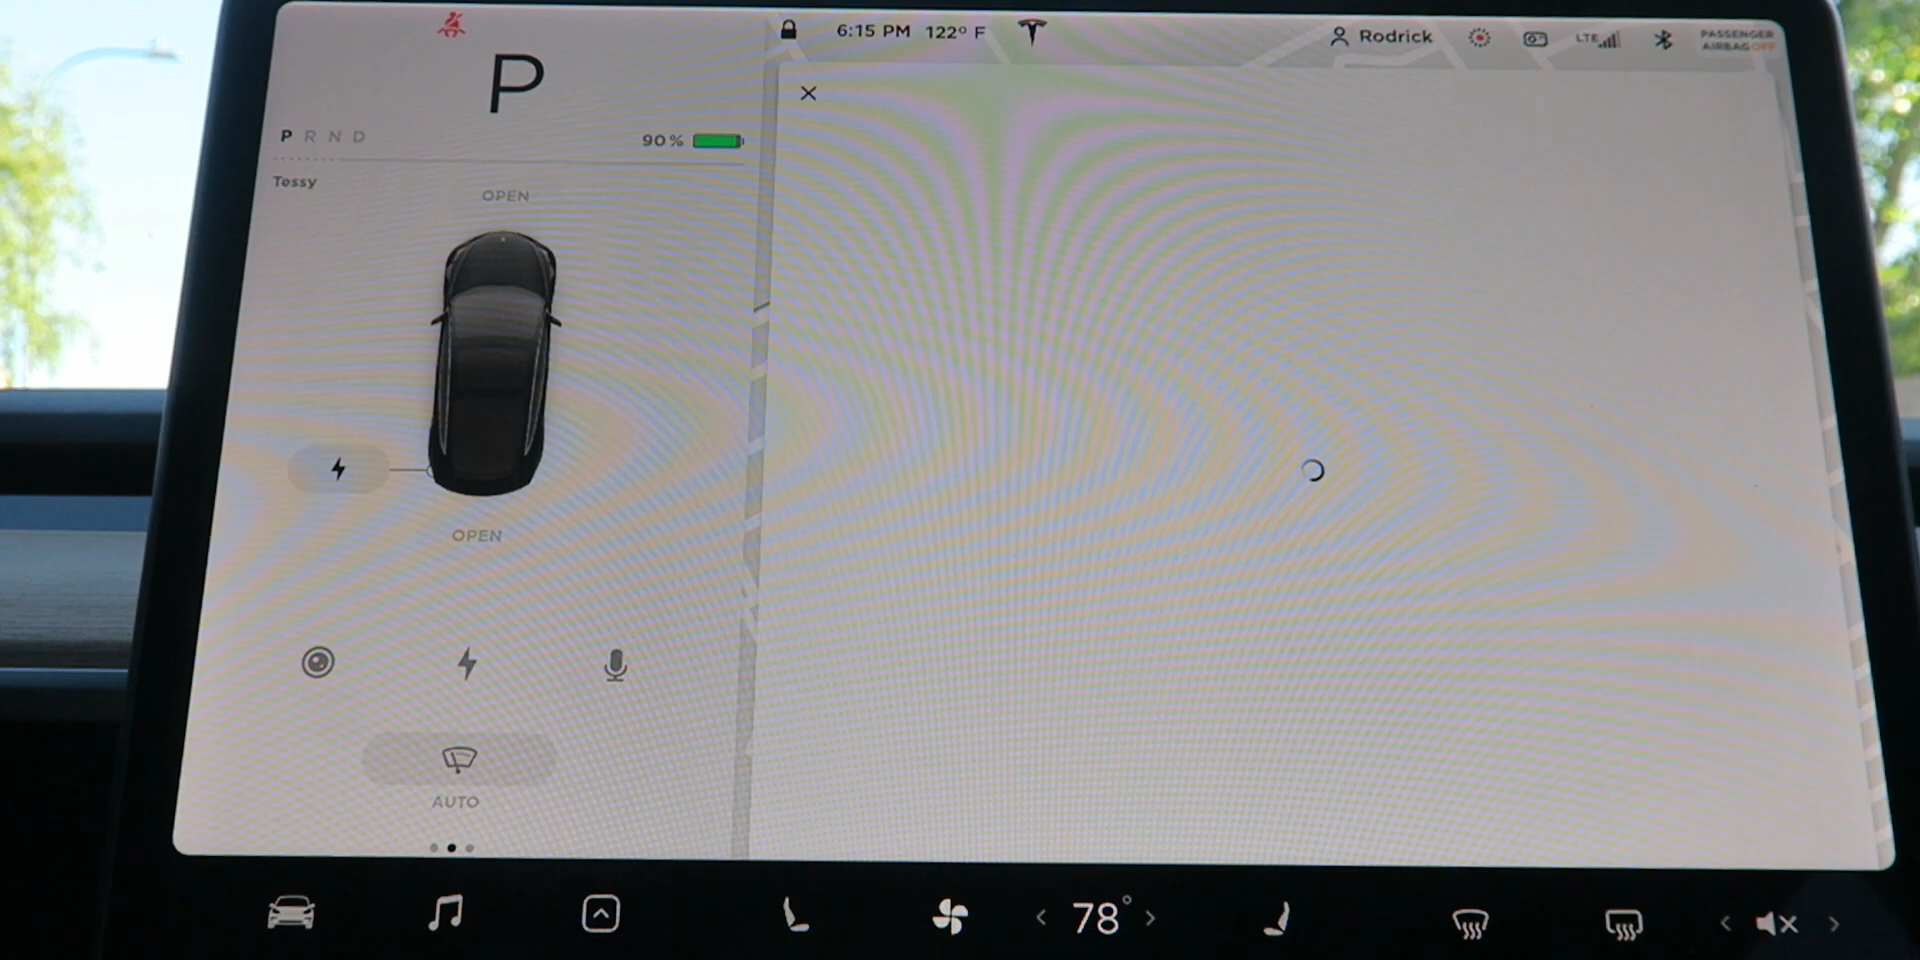 6:15 PM 122° F
Rodrick
LTE
PASSENGER
AIRBAG OFF
P
P R N D
90%
Tessy
OPEN
OPEN
AUTO
78°